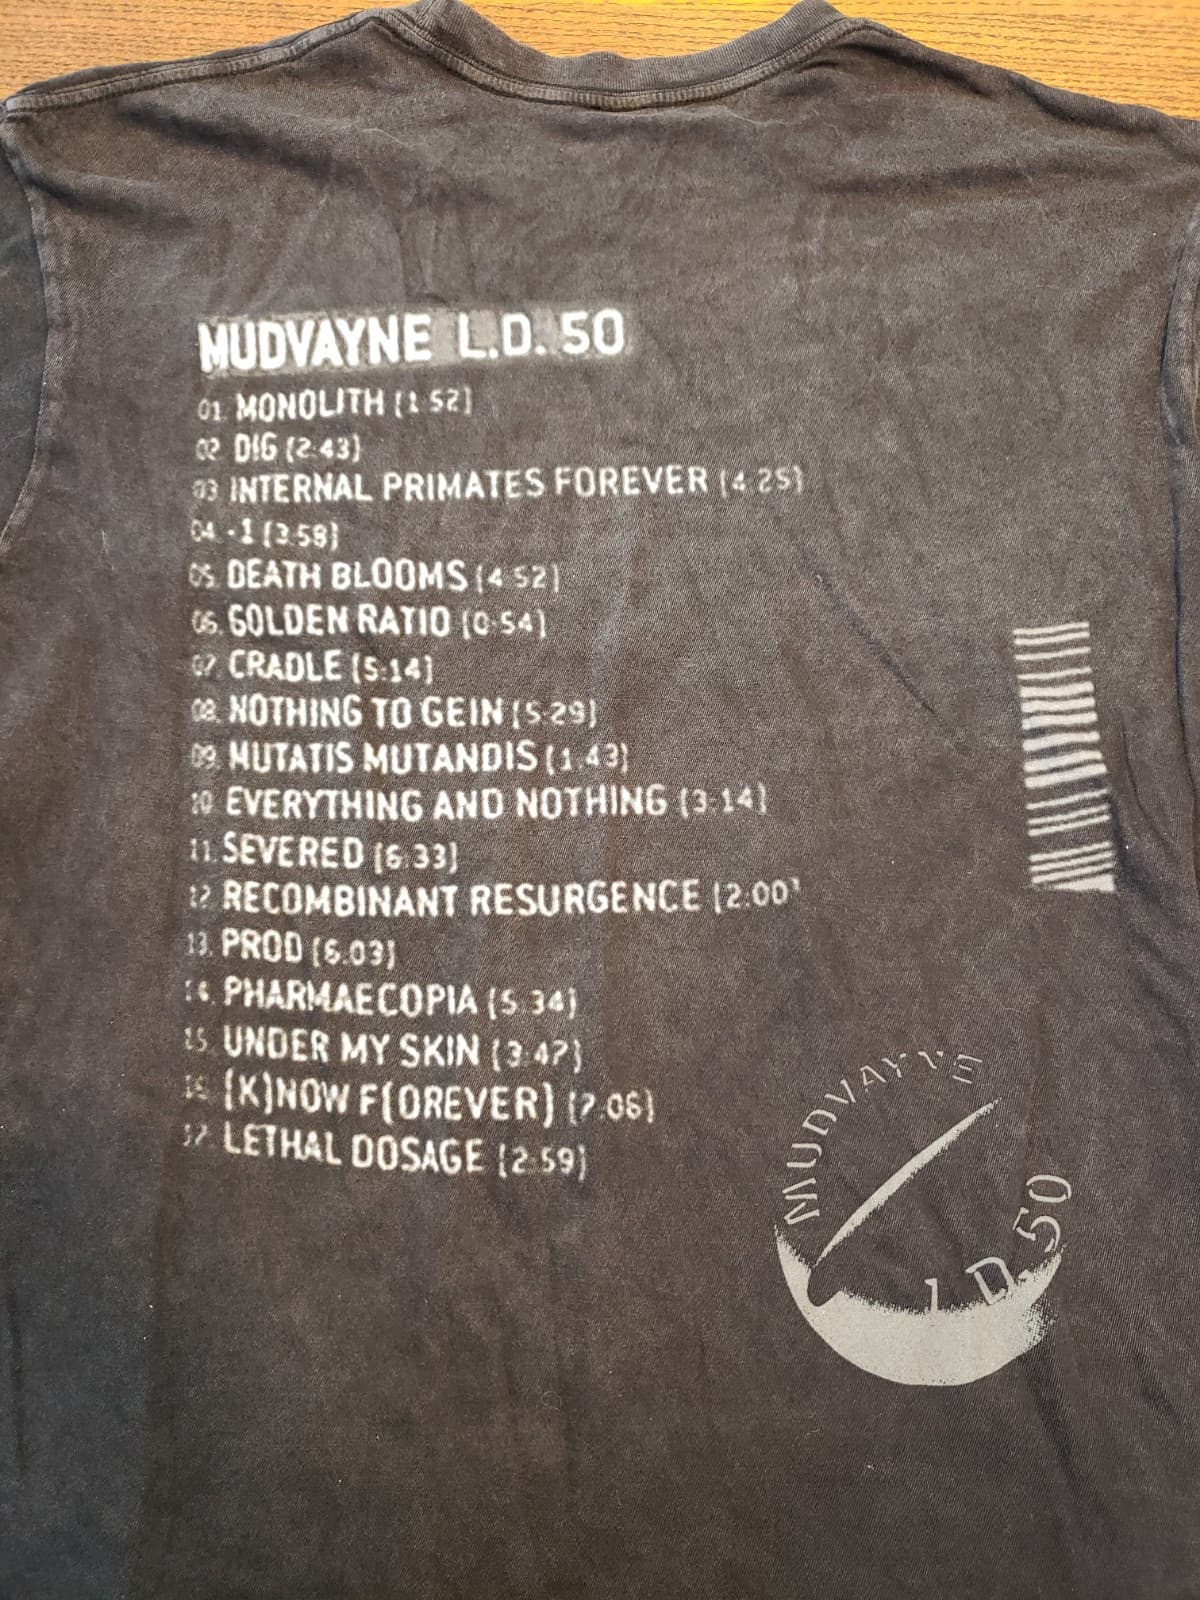 MUDVAYNE L.D. 50
01. MONOLITH (1:52)
02 DIG (2:43)
03 INTERNAL PRIMATES FOREVER (4:25)
04 -1 (3:58)
05. DEATH BLOOMS (4:52)
06. GOLDEN RATIO (0:54)
07. CRADLE (5:14)
08. NOTHING TO GEIN (5:29)
09. MUTATIS MUTANDIS (1:43)
10 EVERYTHING AND NOTHING (3:14)
11. SEVERED (6:33)
12 RECOMBINANT RESURGENCE (2:00)
13. PROD (6:03)
14. PHARMAECOPIA (5:34)
15. UNDER MY SKIN (3:47)
16. (K)NOW F(OREVER) (7:06)
17. LETHAL DOSAGE (2:59)
MUDVAYNE
L.D. 50